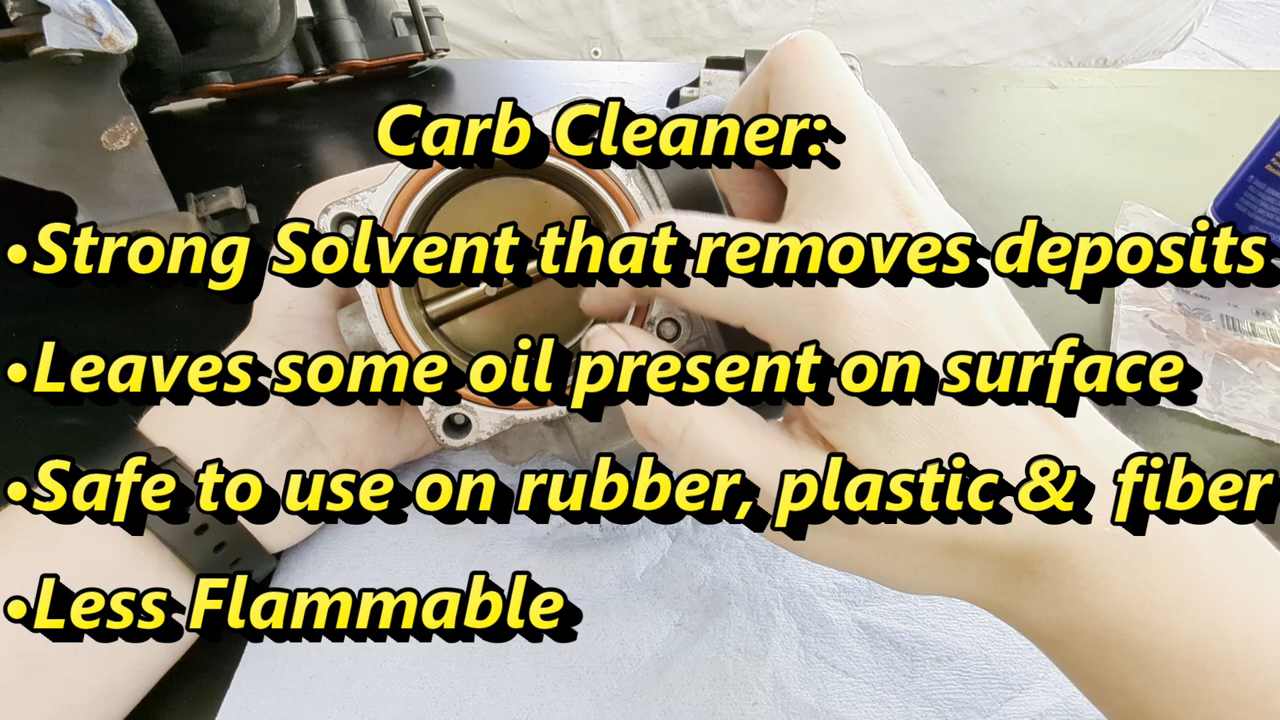 Carb Cleaner:
•Strong Solvent that removes deposits
•Leaves some oil present on surface
•Safe to use on rubber, plastic & fiber
•Less Flammable